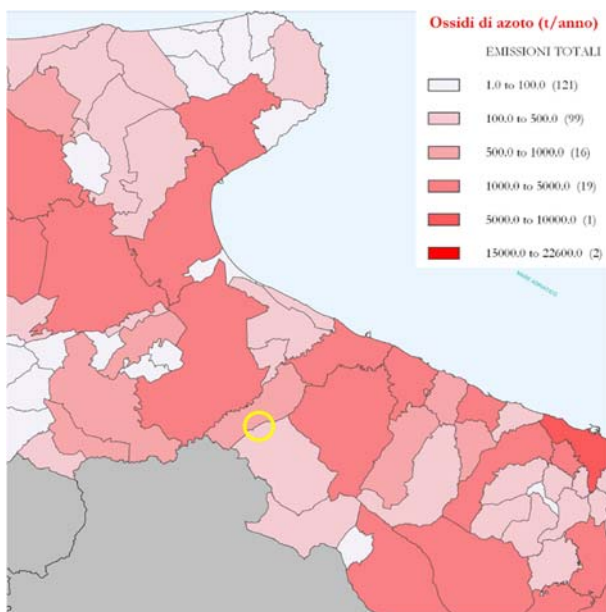 Ossidi di azoto (t/anno)
EMISSIONI TOTALI
1.0 to 100.0 (121)
100.0 to 500.0 (99)
500.0 to 1000.0 (16)
1000.0 to 5000.0 (19)
5000.0 to 10000.0 (1)
15000.0 to 22600.0 (2)
MARE ADRIATICO